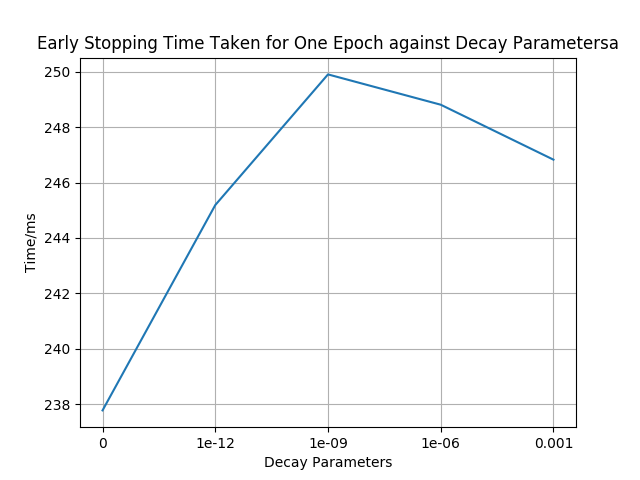 Early Stopping Time Taken for One Epoch against Decay Parametersa
250
248
246
244
242
240
238
Time/ms
0 1e-12 1e-09 1e-06 0.001
Decay Parameters